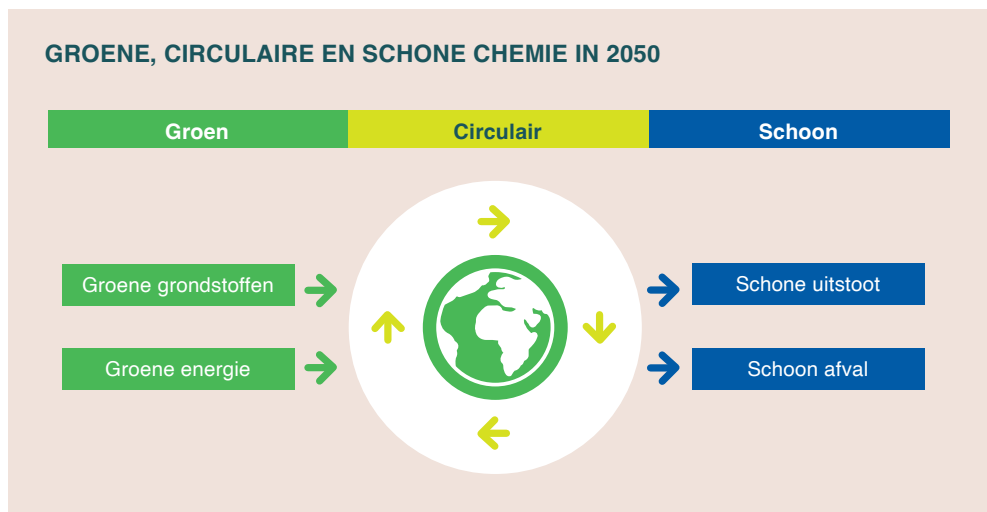 GROENE, CIRCULAIRE EN SCHONE CHEMIE IN 2050
Groen
Circulair
Schoon
Groene grondstoffen
Schone uitstoot
Groene energie
Schoon afval